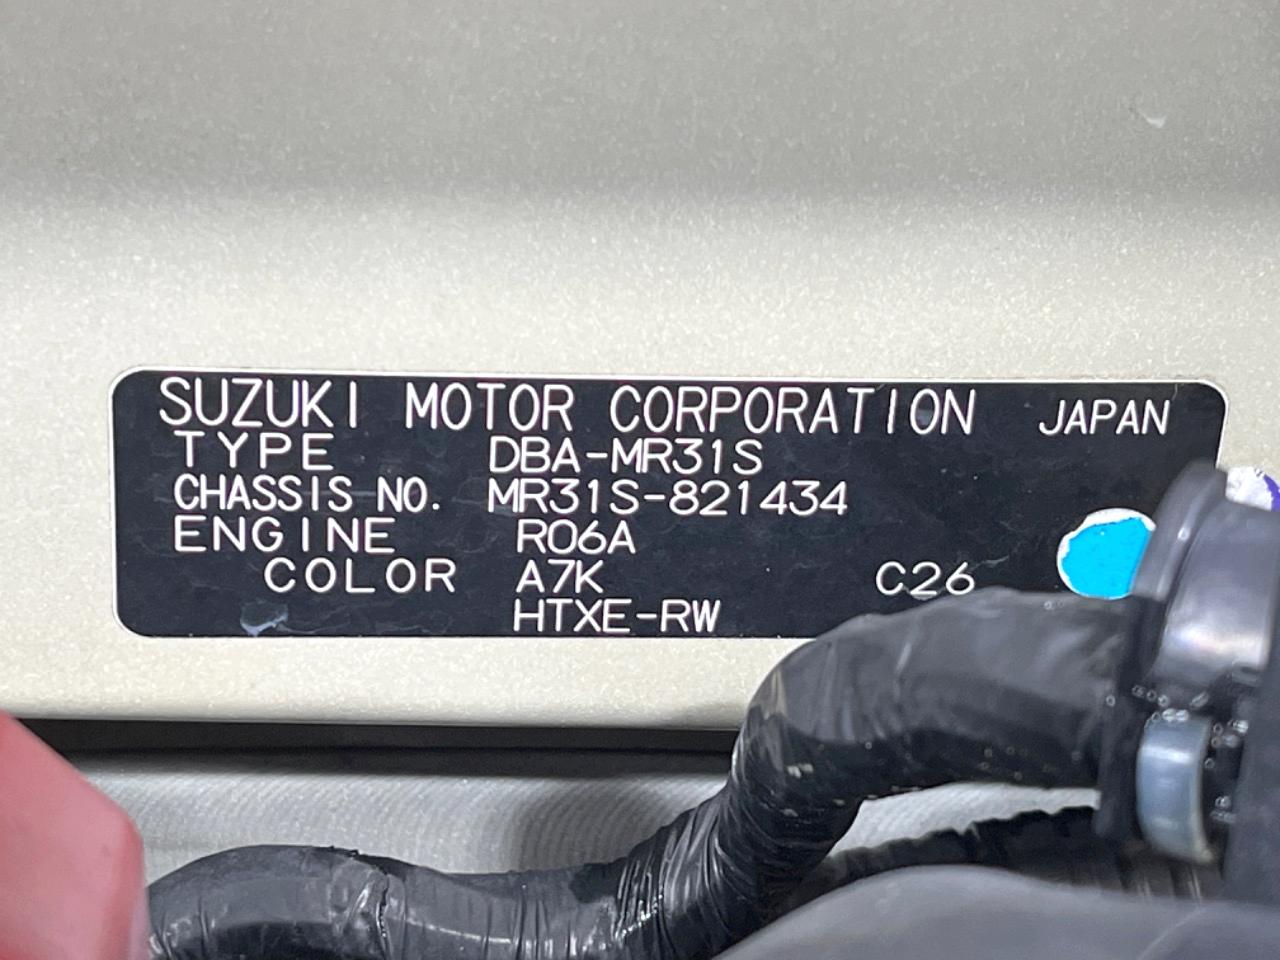 SUZUKI MOTOR CORPORATION JAPAN
TYPE DBA-MR31S
CHASSIS NO. MR31S-821434
ENGINE R06A
COLOR A7K C26
HTXE-RW